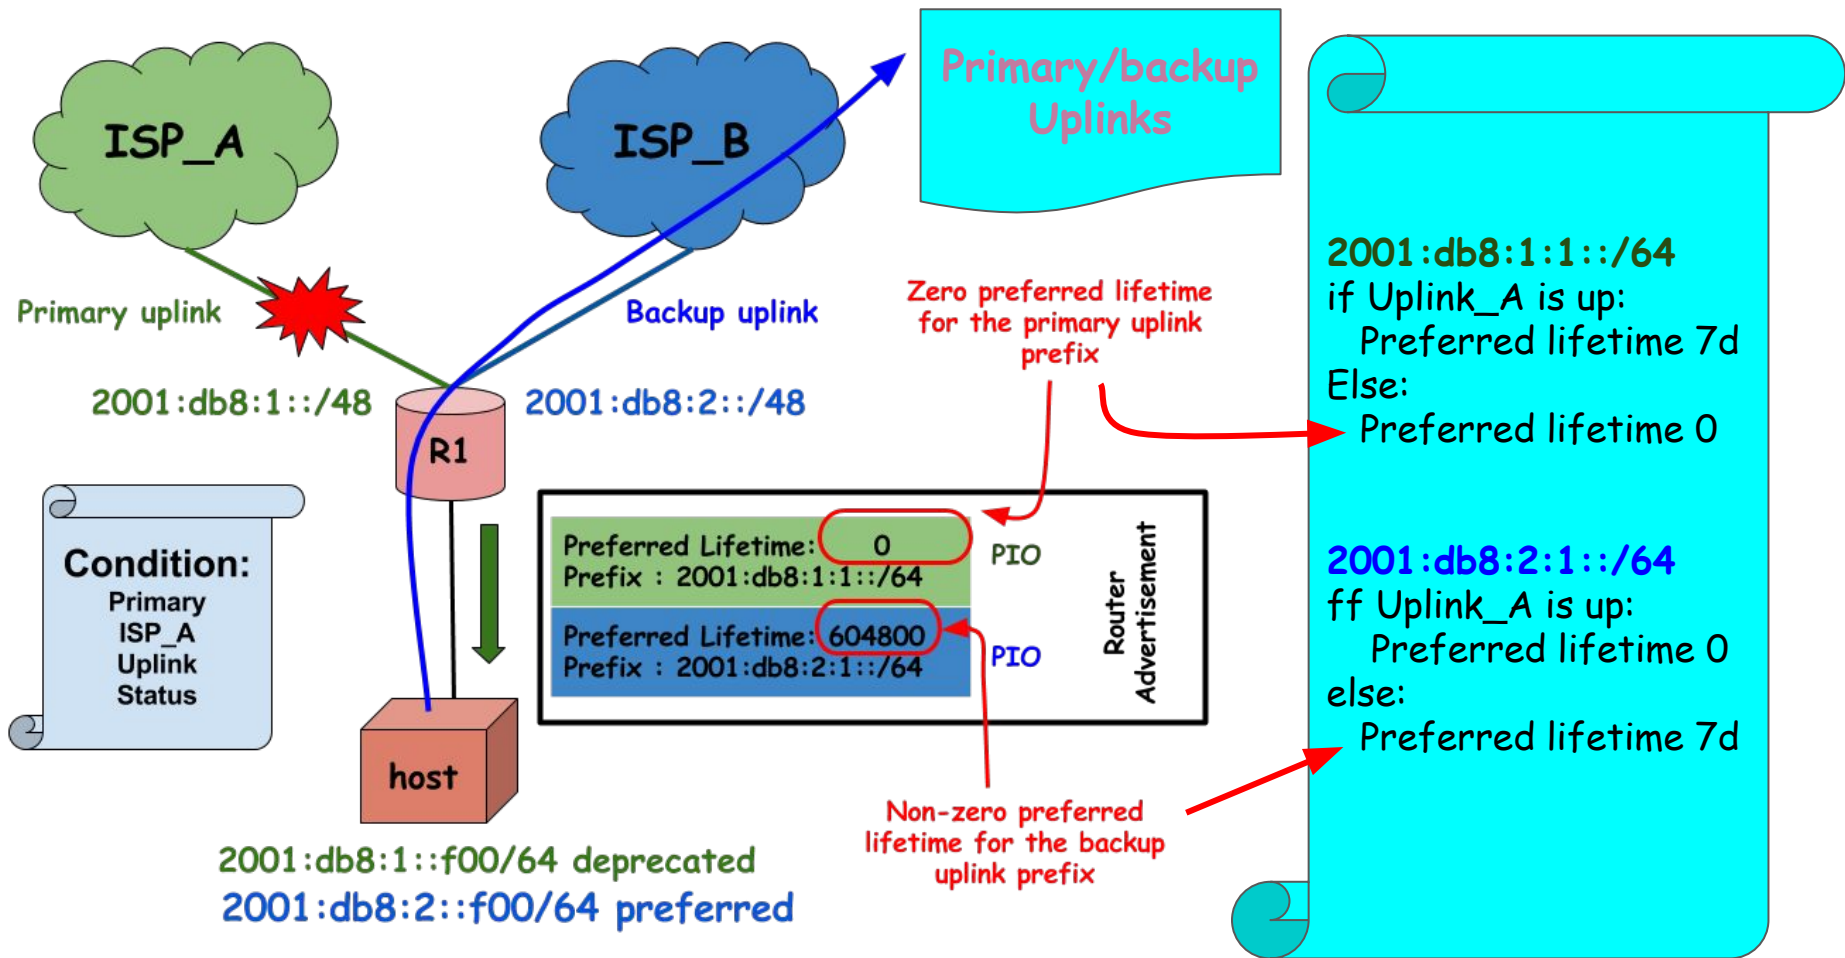 ISP_A
ISP_B
Primary/backup
Uplinks
Primary uplink
Backup uplink
2001:db8:1::/48
2001:db8:2::/48
R1
Zero preferred lifetime
for the primary uplink
prefix
Condition:
Primary
ISP_A
Uplink
Status
Preferred Lifetime: 0
Prefix : 2001:db8:1:1::/64
PIO
Preferred Lifetime: 604800
Prefix : 2001:db8:2:1::/64
PIO
Router
Advertisement
host
2001:db8:1::f00/64 deprecated
2001:db8:2::f00/64 preferred
Non-zero preferred
lifetime for the backup
uplink prefix
2001:db8:1:1::/64
if Uplink_A is up:
Preferred lifetime 7d
Else:
Preferred lifetime 0
2001:db8:2:1::/64
ff Uplink_A is up:
Preferred lifetime 0
else:
Preferred lifetime 7d